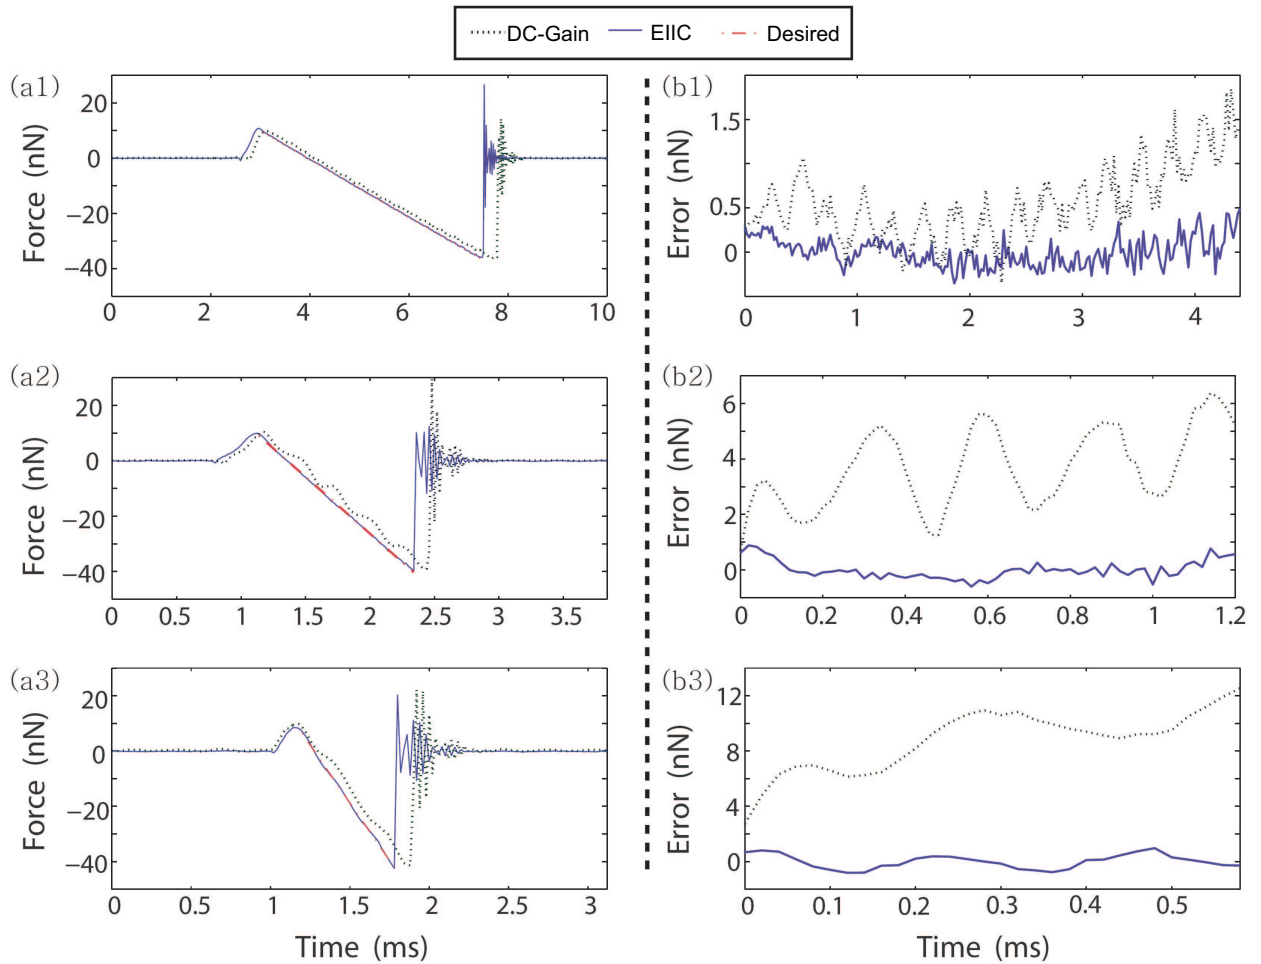 DC-Gain EIIC Desired
(a1)
Force (nN)
20
0
−20
−40
0 2 4 6 8 10
(b1)
Error (nN)
1.5
0.5
0
0 1 2 3 4
(a2)
Force (nN)
20
0
−20
−40
0 0.5 1 1.5 2 2.5 3 3.5
(b2)
Error (nN)
6
4
2
0
0 0.2 0.4 0.6 0.8 1 1.2
(a3)
Force (nN)
20
0
−20
−40
0 0.5 1 1.5 2 2.5 3
Time (ms)
(b3)
Error (nN)
12
8
4
0
0 0.1 0.2 0.3 0.4 0.5
Time (ms)